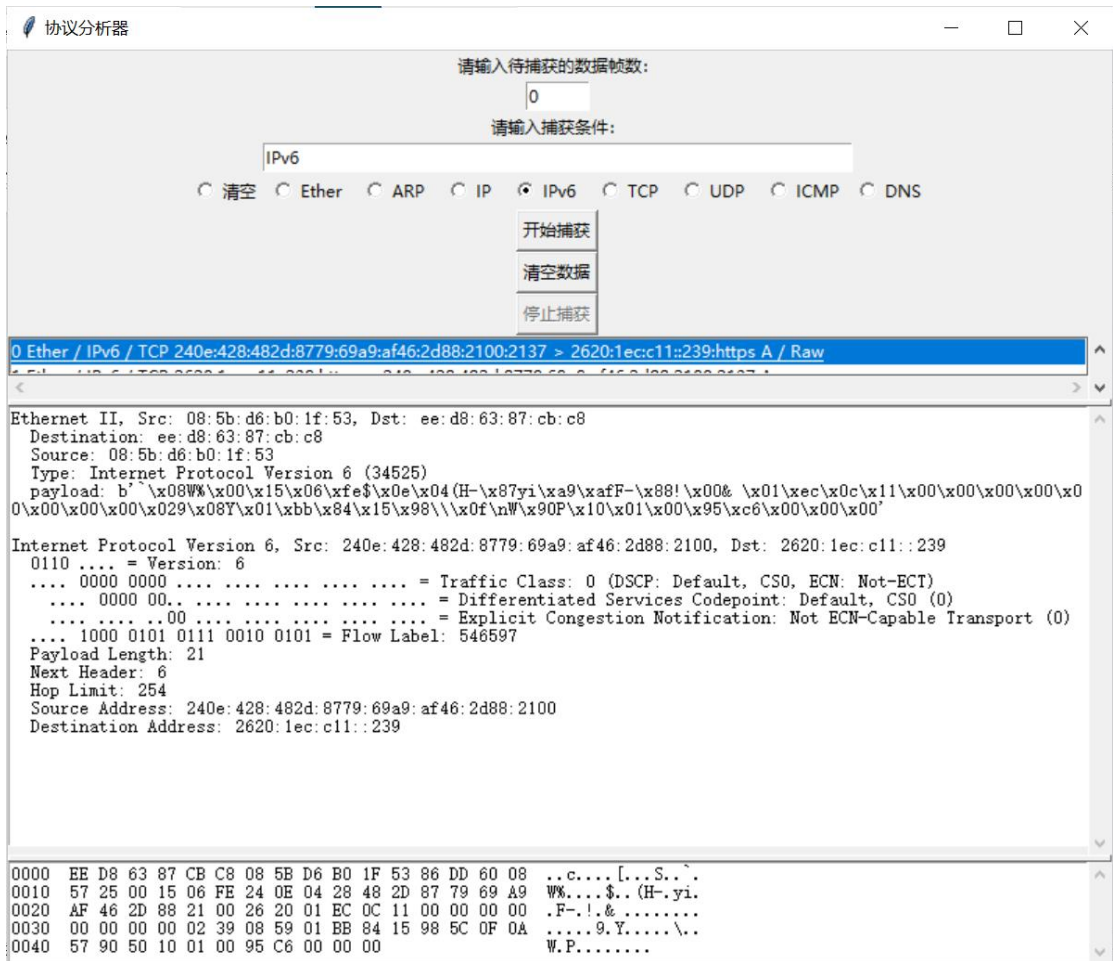 协议分析器
请输入待捕获的数据帧数:
0
请输入捕获条件:
IPv6
清空 Ether ARP IP IPv6 TCP UDP ICMP DNS
开始捕获
清空数据
停止捕获
0 Ether / IPv6 / TCP 240e:428:482d:8779:69a9:af46:2d88:2100:2137 > 2620:1ec:c11::239:https A / Raw
Ethernet II, Src: 08:5b:d6:b0:1f:53, Dst: ee:d8:63:87:cb:c8
Destination: ee:d8:63:87:cb:c8
Source: 08:5b:d6:b0:1f:53
Type: Internet Protocol Version 6 (34525)
payload: b'`\x08W%\x00\x15\x06\xfe$\x0e\x04(H-\x87yi\xa9\xafF-\x88!\x00& \x01\xec\x0c\x11\x00\x00\x00\x00\x0
0\x00\x00\x00\x029\x08Y\x01\xbb\x84\x15\x98\\\x0f\nW\x90P\x10\x01\x00\x95\xc6\x00\x00\x00'
Internet Protocol Version 6, Src: 240e:428:482d:8779:69a9:af46:2d88:2100, Dst: 2620:1ec:c11::239
0110 .... = Version: 6
.... 0000 0000 .... .... .... .... .... = Traffic Class: 0 (DSCP: Default, CS0, ECN: Not-ECT)
.... 0000 00.. .... .... .... .... .... = Differentiated Services Codepoint: Default, CS0 (0)
.... .... ..00 .... .... .... .... .... = Explicit Congestion Notification: Not ECN-Capable Transport (0)
.... 1000 0101 0111 0010 0101 = Flow Label: 546597
Payload Length: 21
Next Header: 6
Hop Limit: 254
Source Address: 240e:428:482d:8779:69a9:af46:2d88:2100
Destination Address: 2620:1ec:c11::239
0000 EE D8 63 87 CB C8 08 5B D6 B0 1F 53 86 DD 60 08 ..c....[...S..`.
0010 57 25 00 15 06 FE 24 0E 04 28 48 2D 87 79 69 A9 W%....$..(H-.yi.
0020 AF 46 2D 88 21 00 26 20 01 EC 0C 11 00 00 00 00 .F-.!.& ........
0030 00 00 00 00 02 39 08 59 01 BB 84 15 98 5C 0F 0A .....9.Y.....\..
0040 57 90 50 10 01 00 95 C6 00 00 00 W.P........